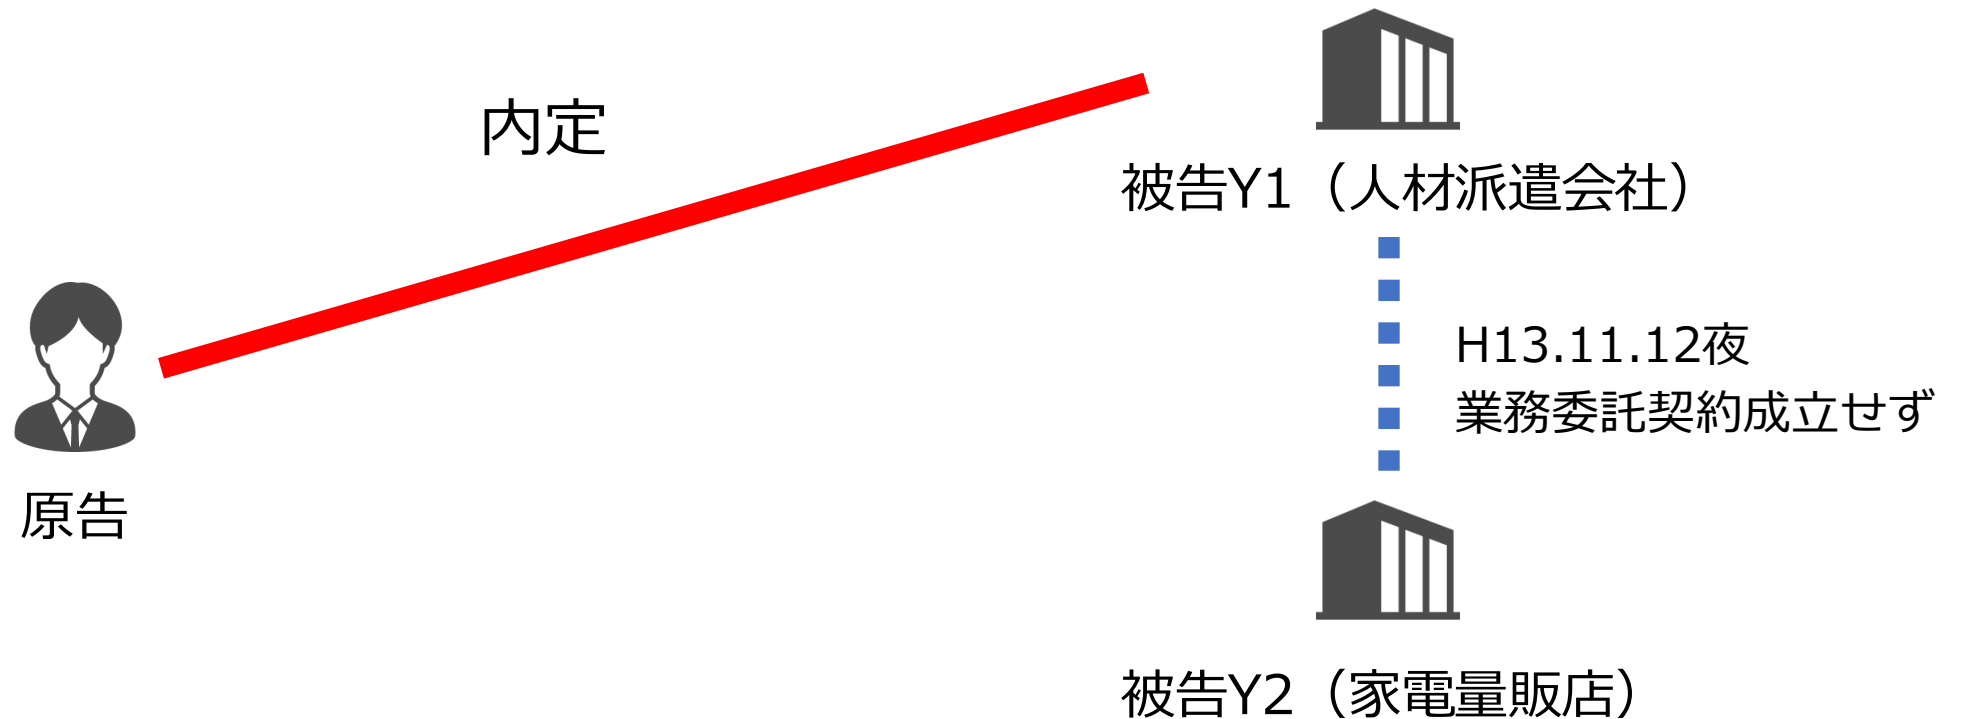 内定
被告Y1（人材派遣会社）
H13.11.12夜
業務委託契約成立せず
原告
被告Y2（家電量販店）